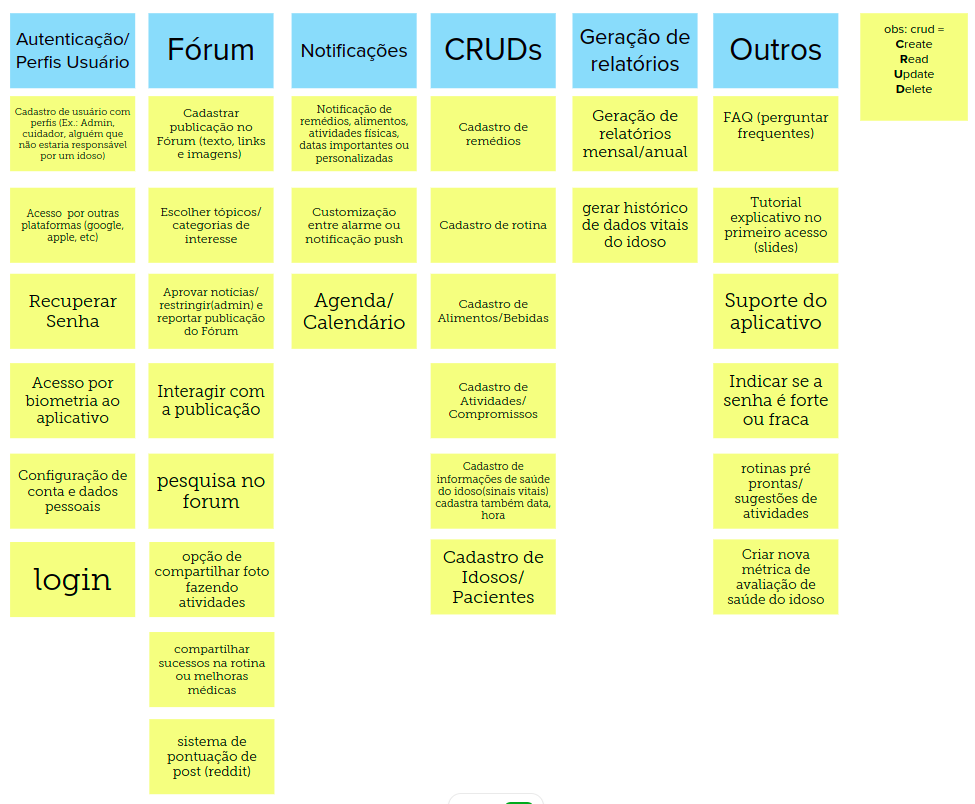 Autenticação/
Perfis Usuário
Fórum
Notificações
CRUDs
Geração de
relatórios
Outros
obs: crud =
Create
Read
Update
Delete
Cadastro de usuário com
perfis (Ex.: Admin,
cuidador, alguém que
não estaria responsável
por um idoso)
Cadastrar
publicação no
Fórum (texto, links
e imagens)
Notificação de
remédios, alimentos,
atividades físicas,
datas importantes ou
personalizadas
Cadastro de
remédios
Geração de
relatórios
mensal/anual
FAQ (perguntar
frequentes)
Acesso por outras
plataformas (google,
apple, etc)
Escolher tópicos/
categorias de
interesse
Customização
entre alarme ou
notificação push
Cadastro de rotina
gerar histórico
de dados vitais
do idoso
Tutorial
explicativo no
primeiro acesso
(slides)
Recuperar
Senha
Aprovar notícias/
restringir(admin) e
reportar publicação
do Fórum
Agenda/
Calendário
Cadastro de
Alimentos/Bebidas
Suporte do
aplicativo
Acesso por
biometria ao
aplicativo
Interagir com
a publicação
Cadastro de
Atividades/
Compromissos
Indicar se a
senha é forte
ou fraca
Configuração de
conta e dados
pessoais
pesquisa no
forum
Cadastro de
informações de saúde
do idoso(sinais vitais)
cadastra também data,
hora
rotinas pré
prontas/
sugestões de
atividades
login
opção de
compartilhar foto
fazendo
atividades
Cadastro de
Idosos/
Pacientes
Criar nova
métrica de
avaliação de
saúde do idoso
compartilhar
sucessos na rotina
ou melhoras
médicas
sistema de
pontuação de
post (reddit)